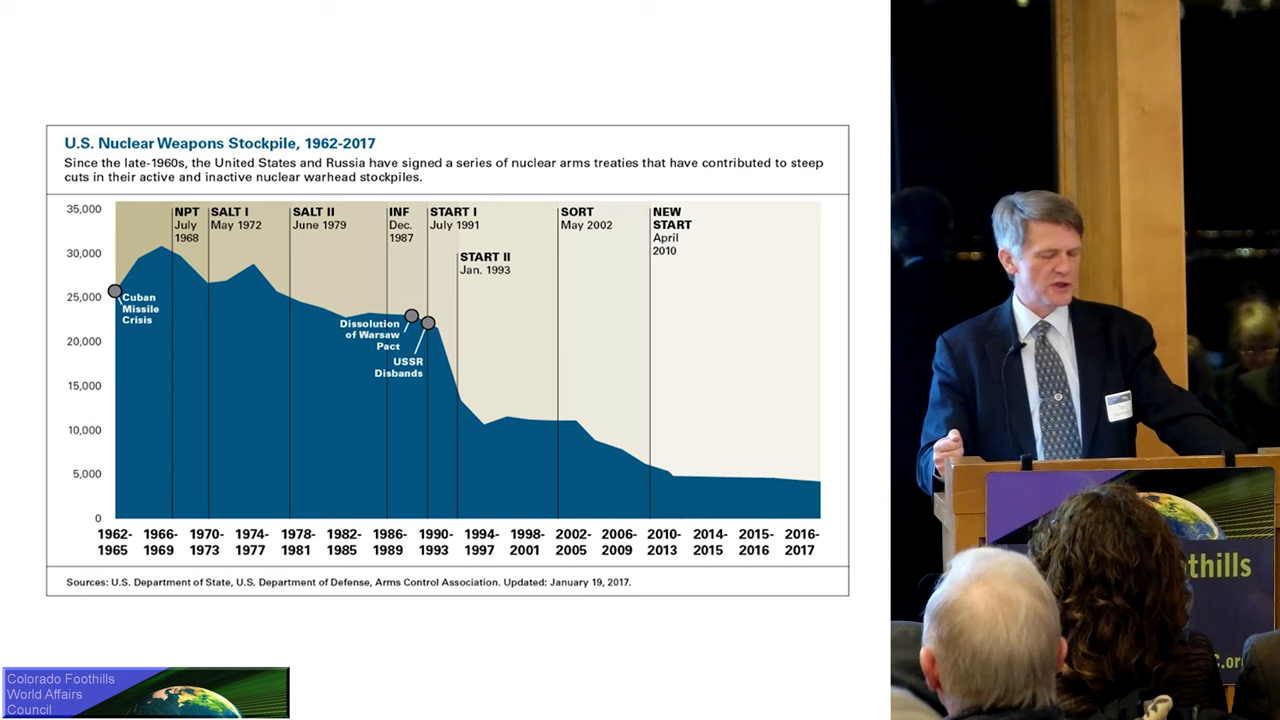 U.S. Nuclear Weapons Stockpile, 1962-2017
Since the late-1960s, the United States and Russia have signed a series of nuclear arms treaties that have contributed to steep
cuts in their active and inactive nuclear warhead stockpiles.
35,000
30,000
25,000
20,000
15,000
10,000
5,000
0
NPT
July
1968
SALT I
May 1972
SALT II
June 1979
INF
Dec.
1987
START I
July 1991
START II
Jan. 1993
SORT
May 2002
NEW
START
April
2010
Cuban
Missile
Crisis
Dissolution
of Warsaw
Pact
USSR
Disbands
1962-
1965
1966-
1969
1970-
1973
1974-
1977
1978-
1981
1982-
1985
1986-
1989
1990-
1993
1994-
1997
1998-
2001
2002-
2005
2006-
2009
2010-
2013
2014-
2015
2015-
2016
2016-
2017
Sources: U.S. Department of State, U.S. Department of Defense, Arms Control Association. Updated: January 19, 2017.
Colorado Foothills
World Affairs
Council
othills
C.org